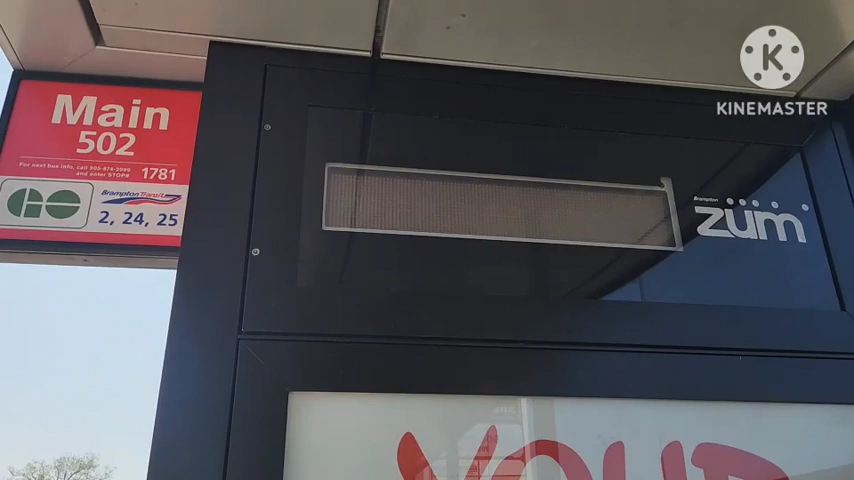 Main
502
For next bus info, call 905-874-2999
and enter STOP# 1781
GO
Brampton Transit
2, 24, 25
Brampton
züm
YOUR
K
KINEMASTER